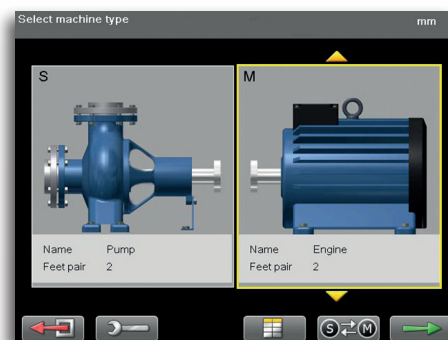 Select machine type
mm
S
Name Pump
Feet pair 2
M
Name Engine
Feet pair 2
S M